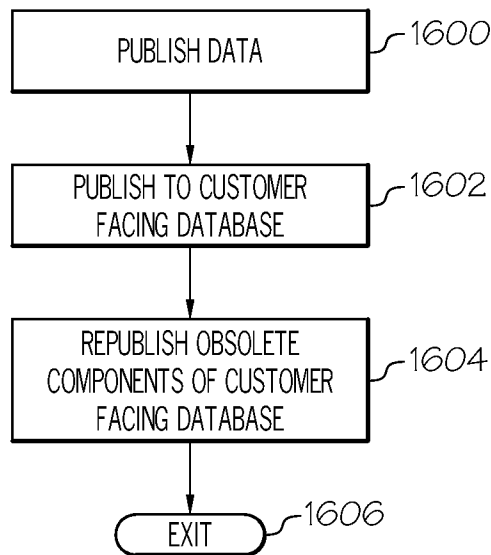 PUBLISH DATA
1600
PUBLISH TO CUSTOMER
FACING DATABASE
1602
REPUBLISH OBSOLETE
COMPONENTS OF CUSTOMER
FACING DATABASE
1604
EXIT
1606